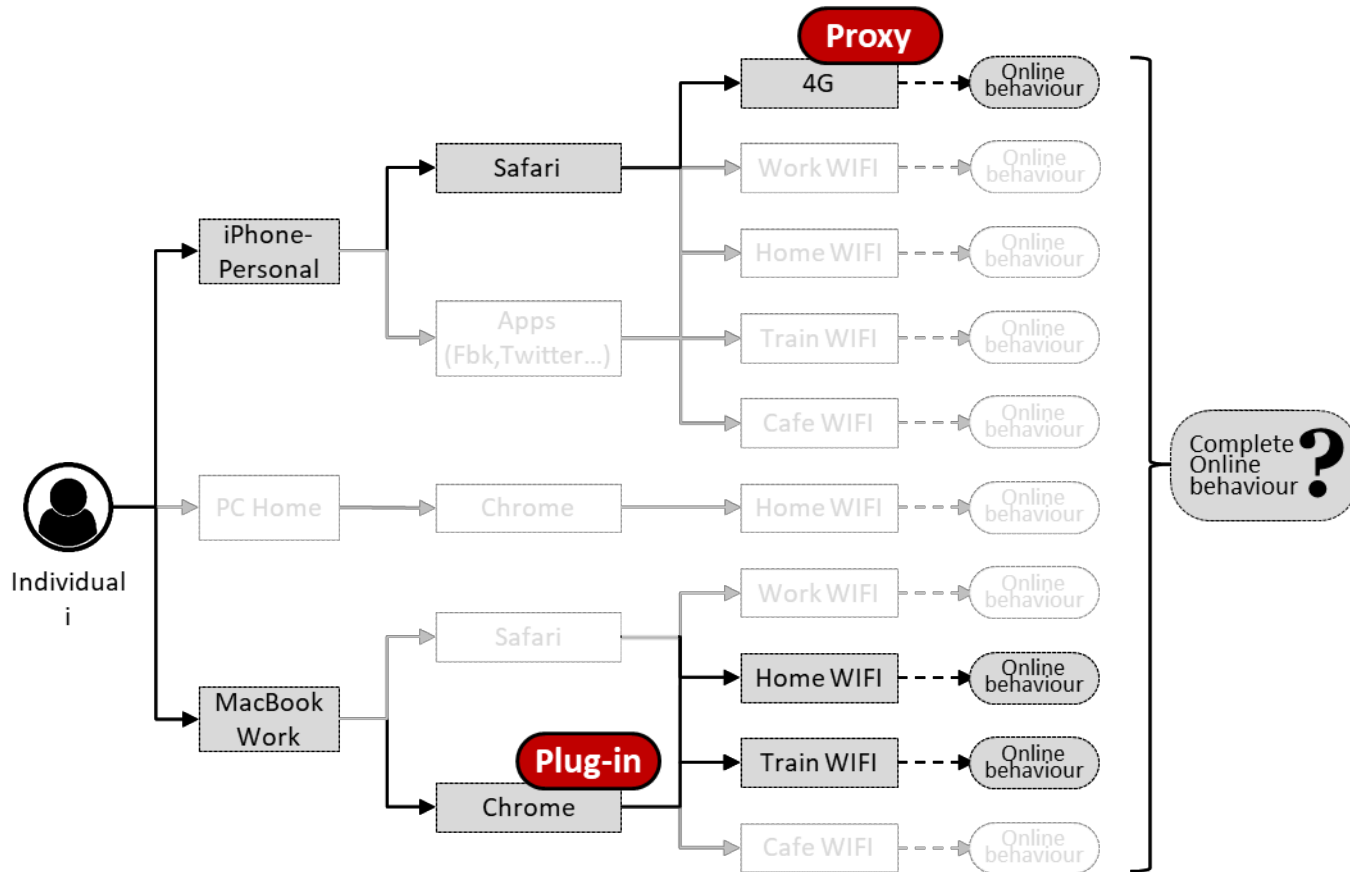 Proxy
4G
Online
behaviour
Safari
Work WIFI
Online
behaviour
iPhone-
Personal
Home WIFI
Online
behaviour
Apps
(Fbk,Twitter...)
Train WIFI
Online
behaviour
Cafe WIFI
Online
behaviour
Complete
Online
behaviour
?
PC Home
Chrome
Home WIFI
Online
behaviour
Individual
i
Work WIFI
Online
behaviour
Safari
Home WIFI
Online
behaviour
MacBook
Work
Plug-in
Train WIFI
Online
behaviour
Chrome
Cafe WIFI
Online
behaviour